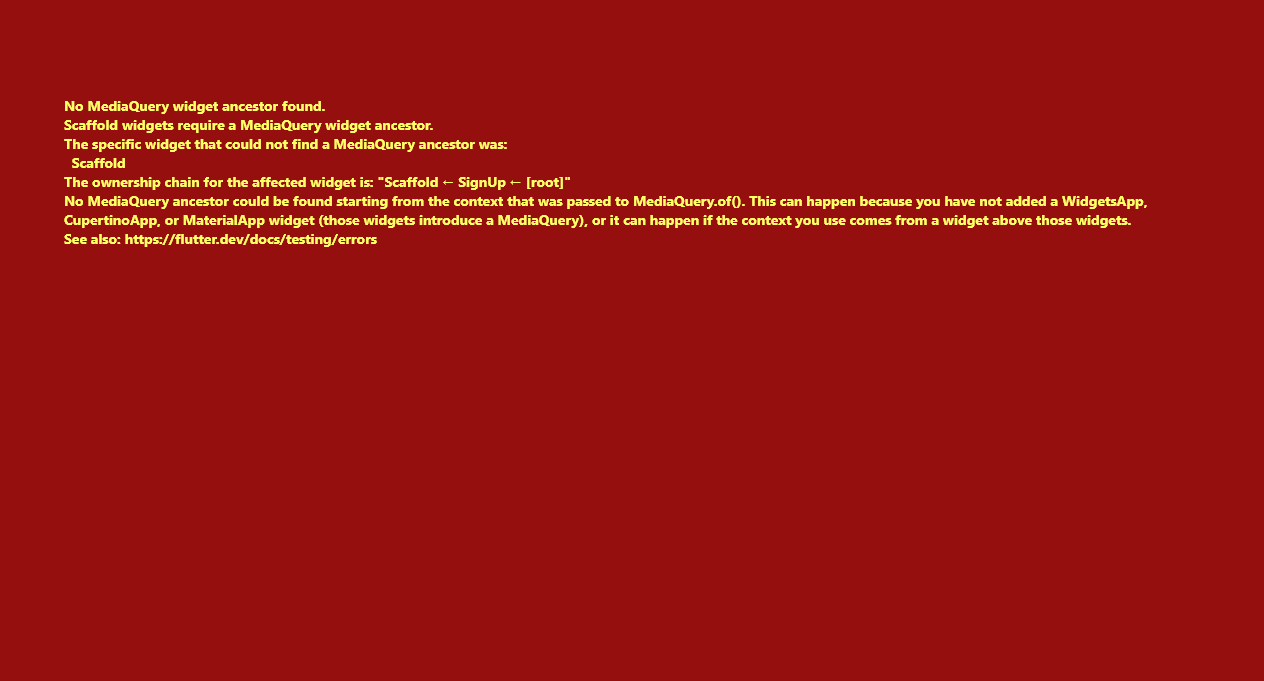 No MediaQuery widget ancestor found.
Scaffold widgets require a MediaQuery widget ancestor.
The specific widget that could not find a MediaQuery ancestor was:
  Scaffold
The ownership chain for the affected widget is: "Scaffold ← SignUp ← [root]"
No MediaQuery ancestor could be found starting from the context that was passed to MediaQuery.of(). This can happen because you have not added a WidgetsApp,
CupertinoApp, or MaterialApp widget (those widgets introduce a MediaQuery), or it can happen if the context you use comes from a widget above those widgets.
See also: https://flutter.dev/docs/testing/errors